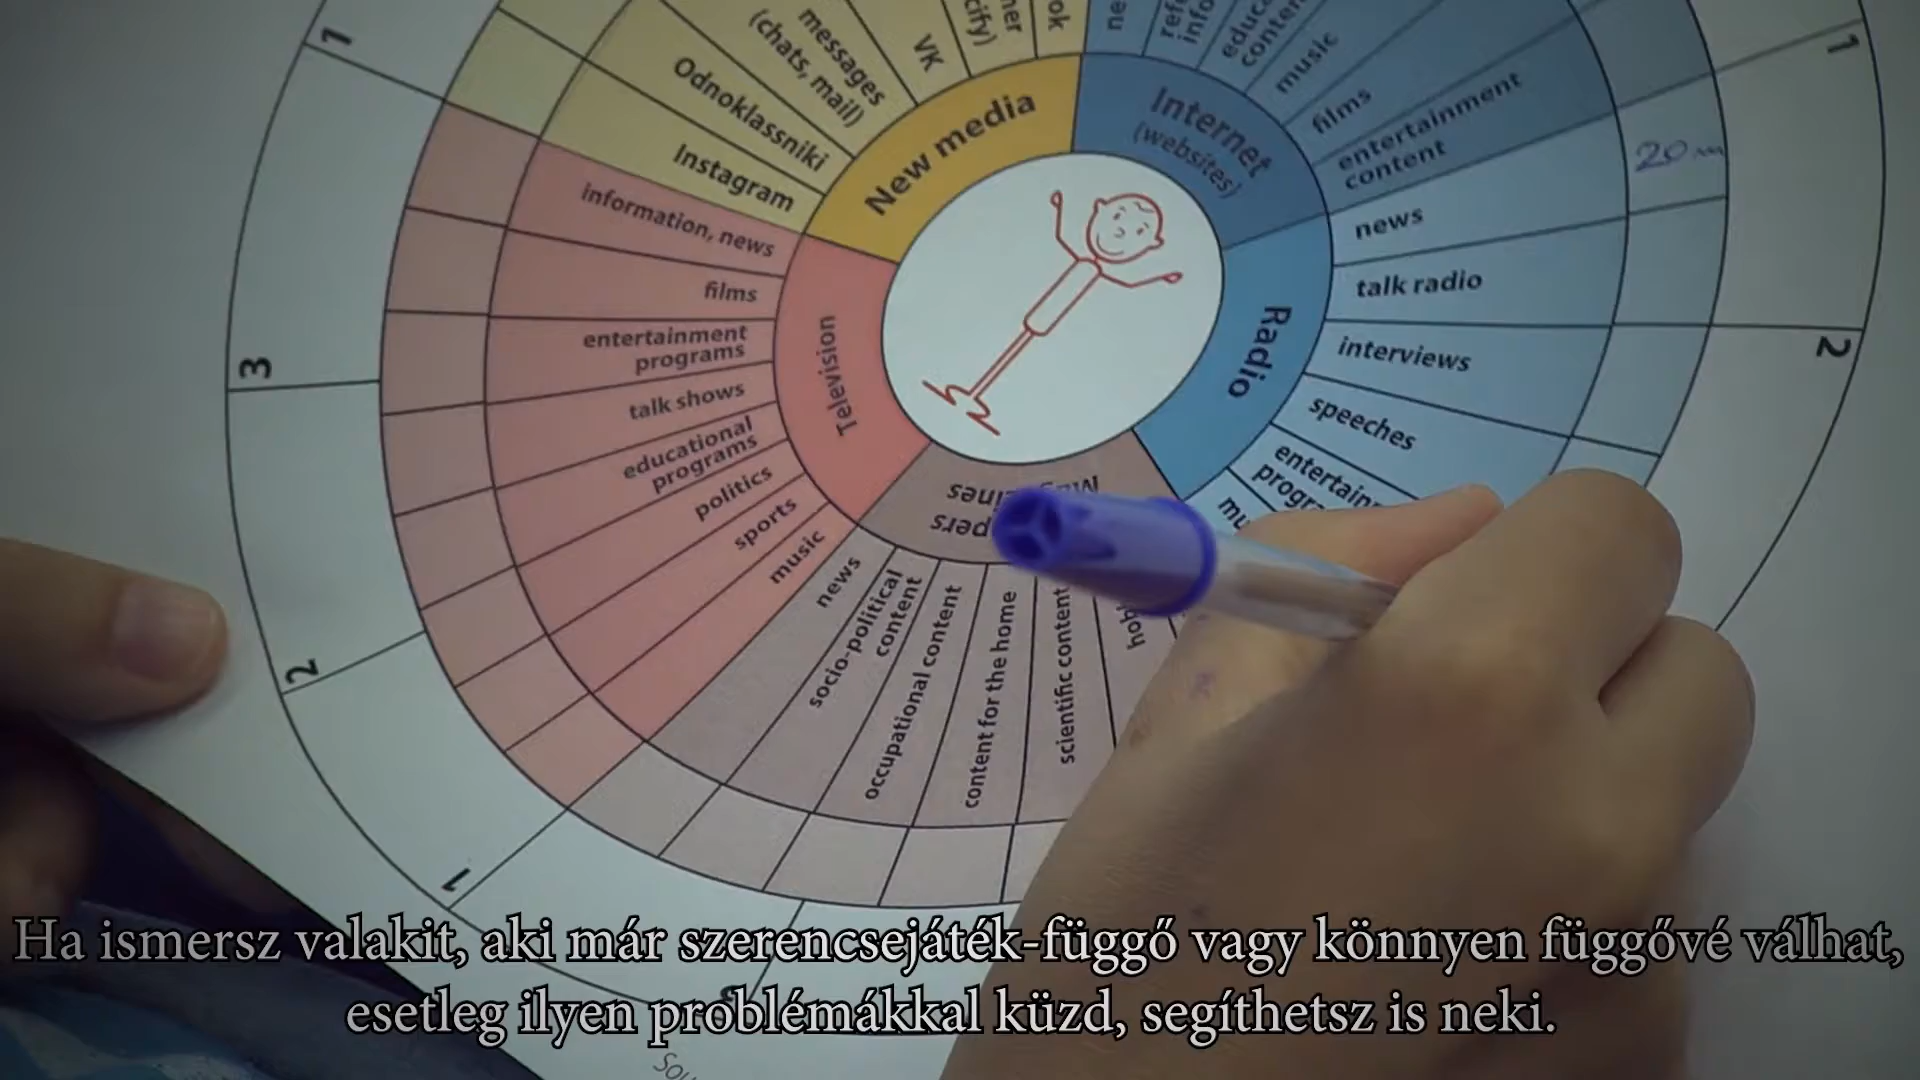 1
messages
(chats, mail)
VK
Odnoklassniki
Instagram
New media
Internet
(websites)
music
films
entertainment
content
1
20
news
talk radio
interviews
speeches
Radio
2
information, news
films
entertainment
programs
talk shows
educational
programs
politics
sports
music
Television
3
2
1
news
socio-political
content
occupational content
content for the home
scientific content
Ha ismersz valakit, aki már szerencsejáték-függő vagy könnyen függővé válhat,
esetleg ilyen problémákkal küzd, segíthetsz is neki.